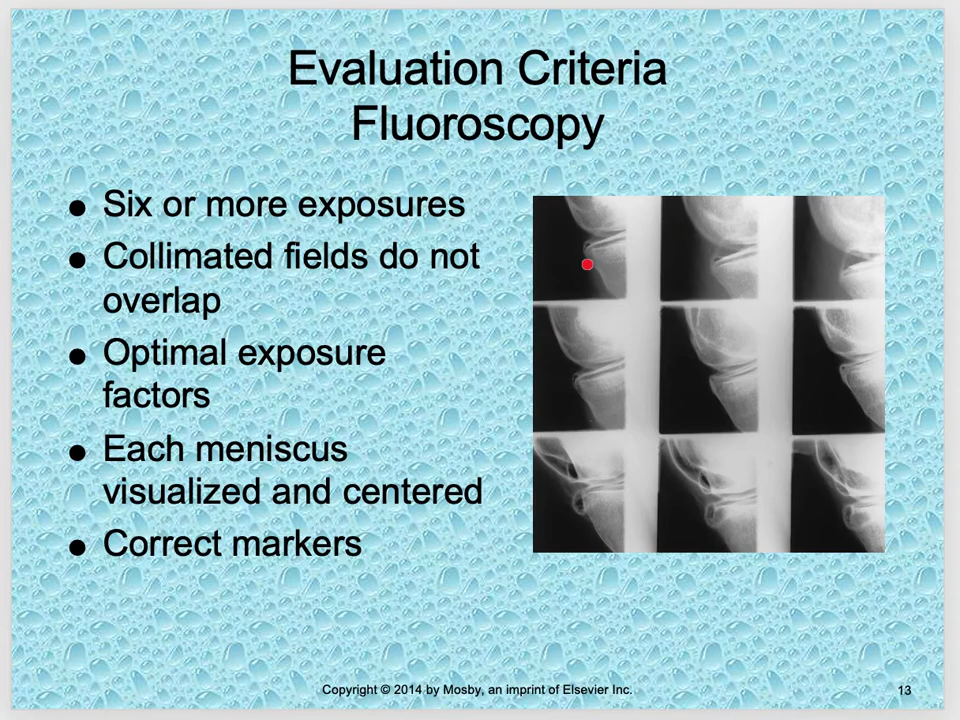 Evaluation Criteria
Fluoroscopy
● Six or more exposures
● Collimated fields do not
overlap
● Optimal exposure
factors
● Each meniscus
visualized and centered
● Correct markers
Copyright © 2014 by Mosby, an imprint of Elsevier Inc.
13